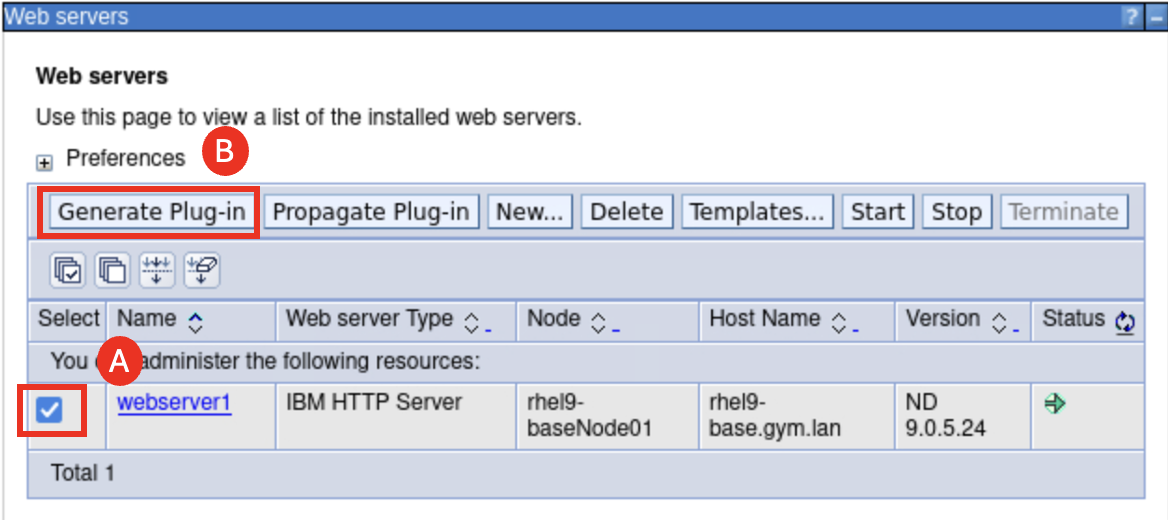 Web servers ? –
Web servers
Use this page to view a list of the installed web servers.
+ Preferences B
Generate Plug-in Propagate Plug-in New... Delete Templates... Start Stop Terminate
Select Name Web server Type Node Host Name Version Status
You A administer the following resources:
webserver1 IBM HTTP Server rhel9- rhel9- ND
baseNode01 base.gym.lan 9.0.5.24
Total 1